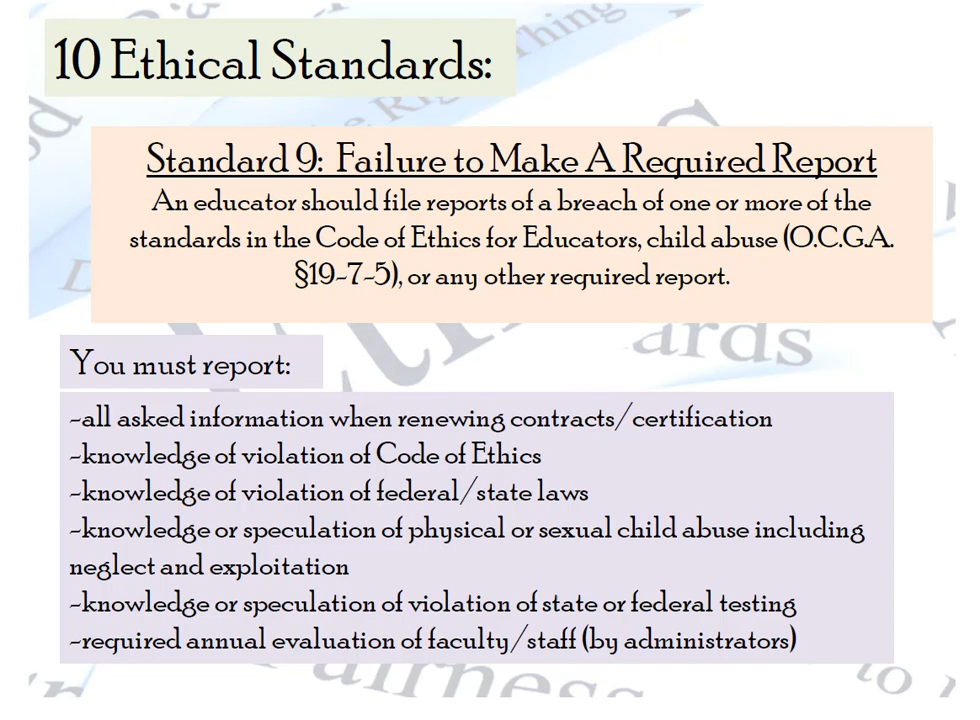 10 Ethical Standards:
Standard 9: Failure to Make A Required Report
An educator should file reports of a breach of one or more of the
standards in the Code of Ethics for Educators, child abuse (O.C.G.A.
§19-7-5), or any other required report.
You must report:
-all asked information when renewing contracts/certification
-knowledge of violation of Code of Ethics
-knowledge of violation of federal/state laws
-knowledge or speculation of physical or sexual child abuse including
neglect and exploitation
-knowledge or speculation of violation of state or federal testing
-required annual evaluation of faculty/staff (by administrators)